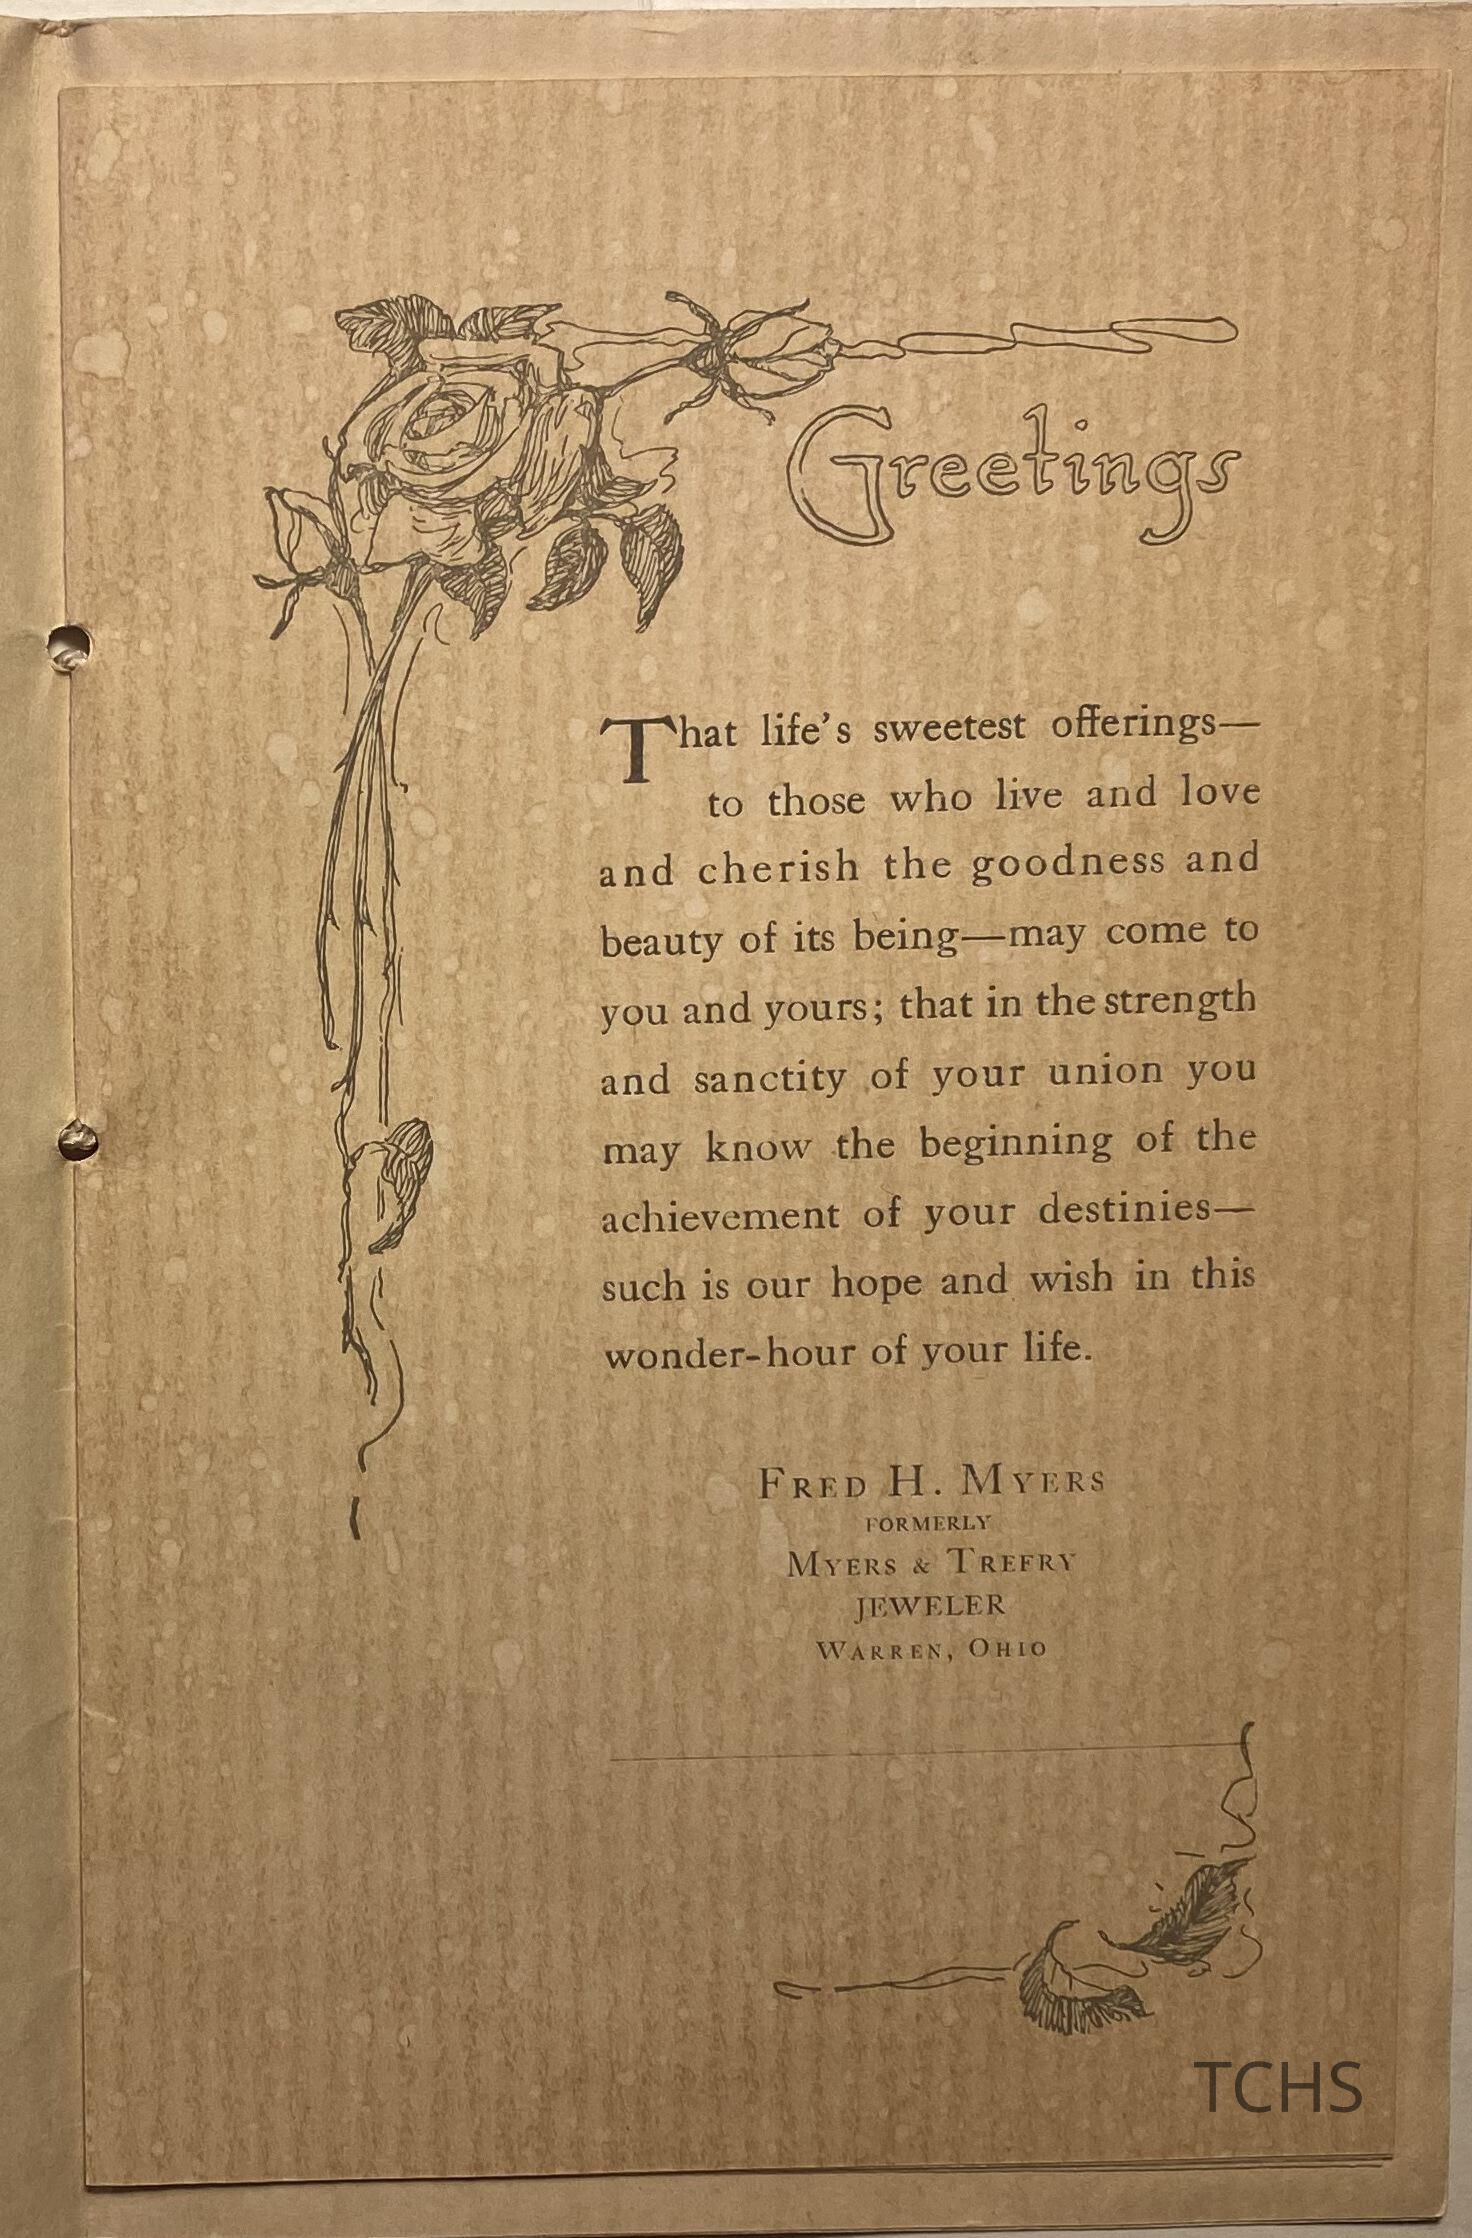 Greetings
That life's sweetest offerings—
to those who live and love
and cherish the goodness and
beauty of its being—may come to
you and yours; that in the strength
and sanctity of your union you
may know the beginning of the
achievement of your destinies—
such is our hope and wish in this
wonder-hour of your life.
FRED H. MYERS
FORMERLY
MYERS & TREFRY
JEWELER
WARREN, OHIO
TCHS